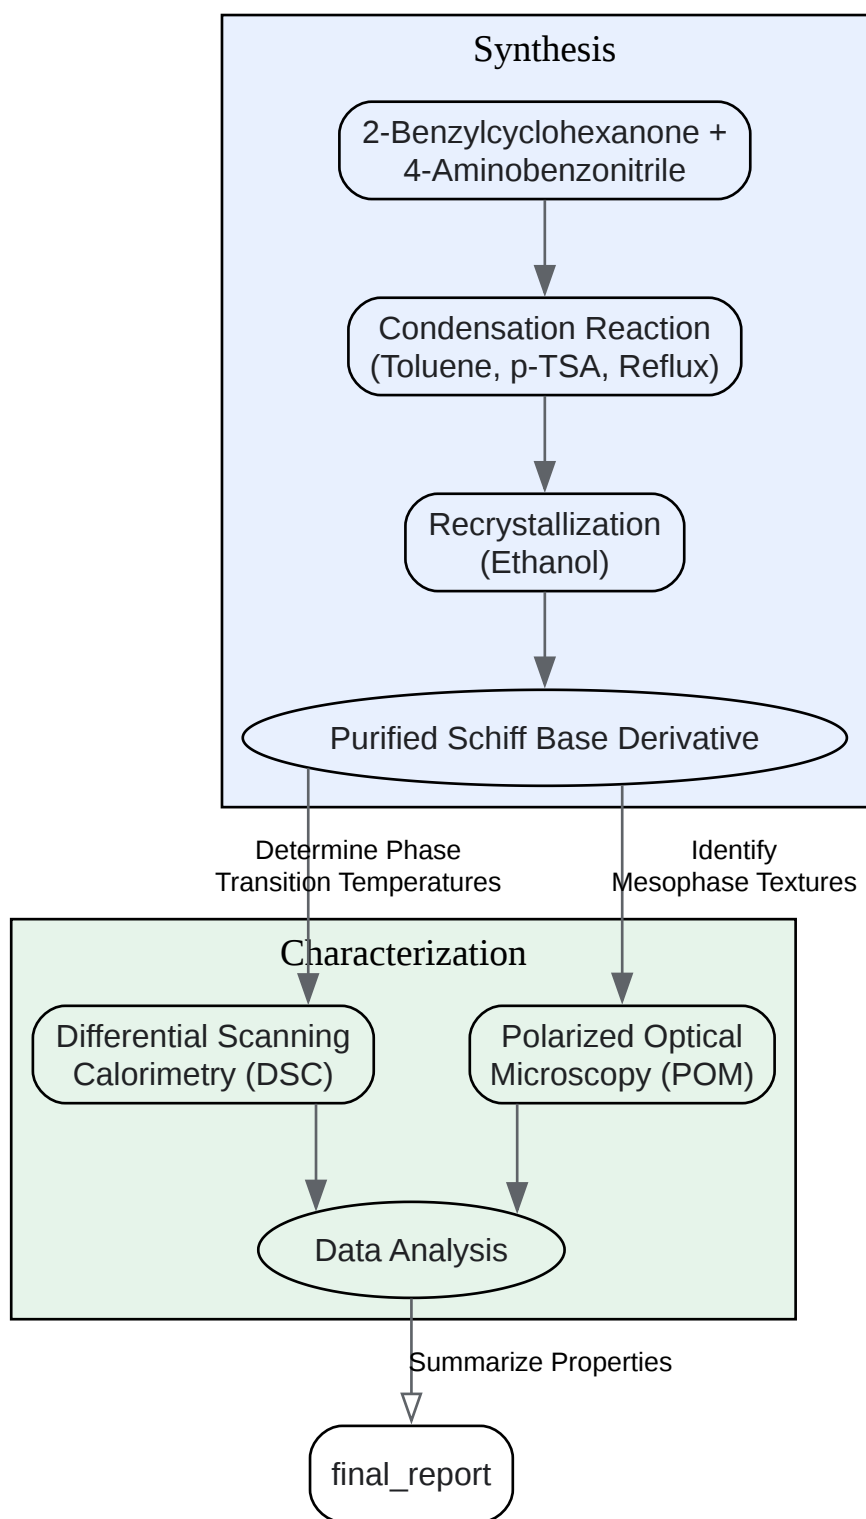 Synthesis
2-Benzylcyclohexanone +
4-Aminobenzonitrile
Condensation Reaction
(Toluene, p-TSA, Reflux)
Recrystallization
(Ethanol)
Purified Schiff Base Derivative
Determine Phase
Transition Temperatures
Identify
Mesophase Textures
Characterization
Differential Scanning
Calorimetry (DSC)
Polarized Optical
Microscopy (POM)
Data Analysis
Summarize Properties
final_report